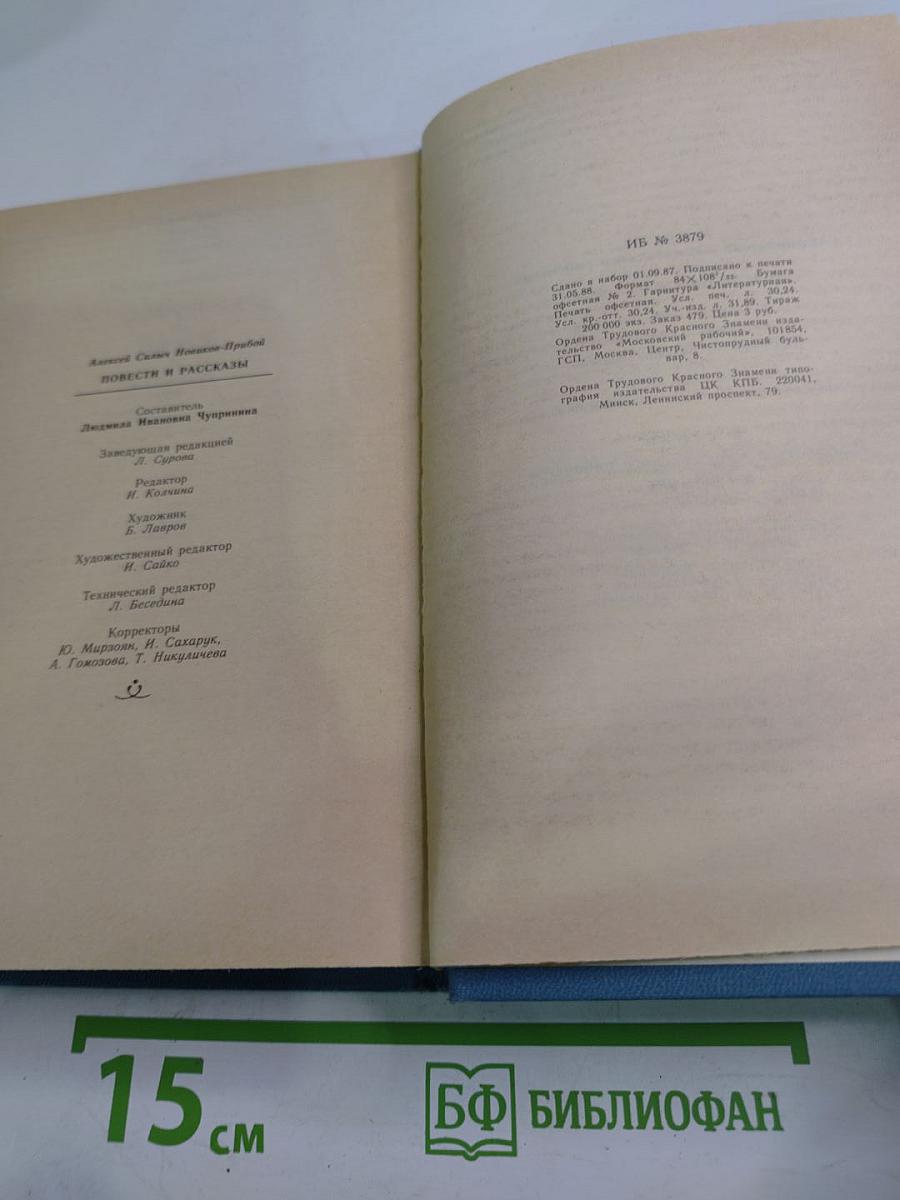 Алексей Силыч Новиков-Прибой
ПОВЕСТИ И РАССКАЗЫ
Составитель
Людмила Ивановна Чупринина
Заведующая редакцией
Л. Сурова
Редактор
И. Колчина
Художник
Б. Лавров
Художественный редактор
И. Сайко
Технический редактор
Л. Беседина
Корректоры
Ю. Мирзоян, И. Сахарук,
А. Гомозова, Т. Никуличева
ИБ № 3879
Сдано в набор 01.09.87. Подписано к печати
31.05.88. Формат 84×108¹/₃₂. Бумага
офсетная № 2. Гарнитура «Литературная».
Печать офсетная. Усл. печ. л. 30,24.
Усл. кр.-отт. 30,24. Уч.-изд. л. 31,89. Тираж
200 000 экз. Заказ 479. Цена 3 руб.
Ордена Трудового Красного Знамени изда-
тельство «Московский рабочий», 101854,
ГСП, Москва, Центр, Чистопрудный буль-
вар, 8.
Ордена Трудового Красного Знамени типо-
графия издательства ЦК КПБ. 220041,
Минск, Ленинский проспект, 79.
15 см
БФ БИБЛИОФАН